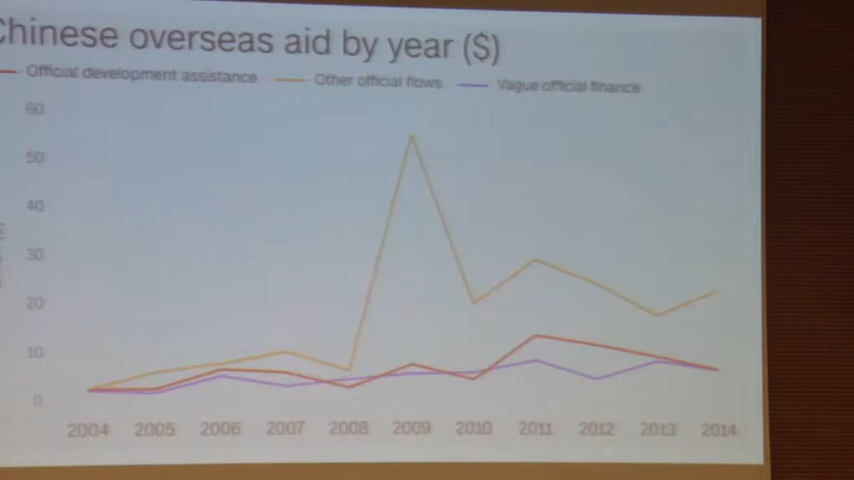 Chinese overseas aid by year ($)
Official development assistance Other official flows Vague official finance
60
50
40
30
20
10
0
2004 2005 2006 2007 2008 2009 2010 2011 2012 2013 2014